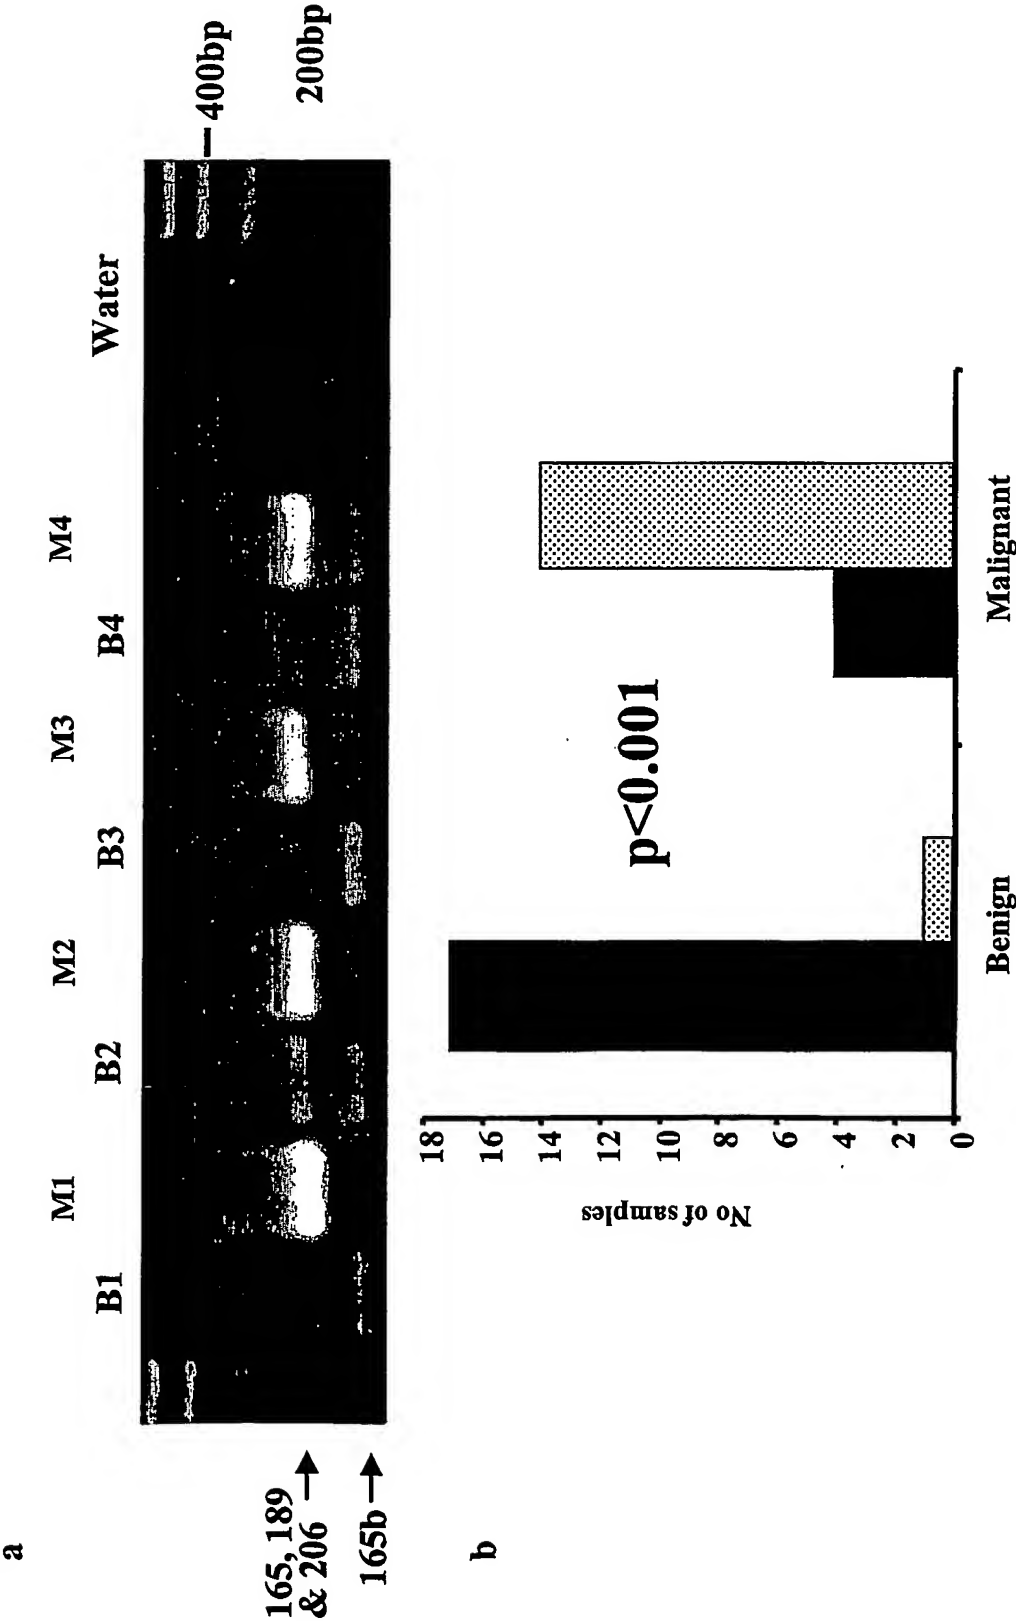 a
B1
M1
B2
M2
B3
M3
B4
M4
Water
400bp
200bp
165, 189
& 206
165b
b
No of samples
18
16
14
12
10
8
6
4
2
0
p<0.001
Benign
Malignant